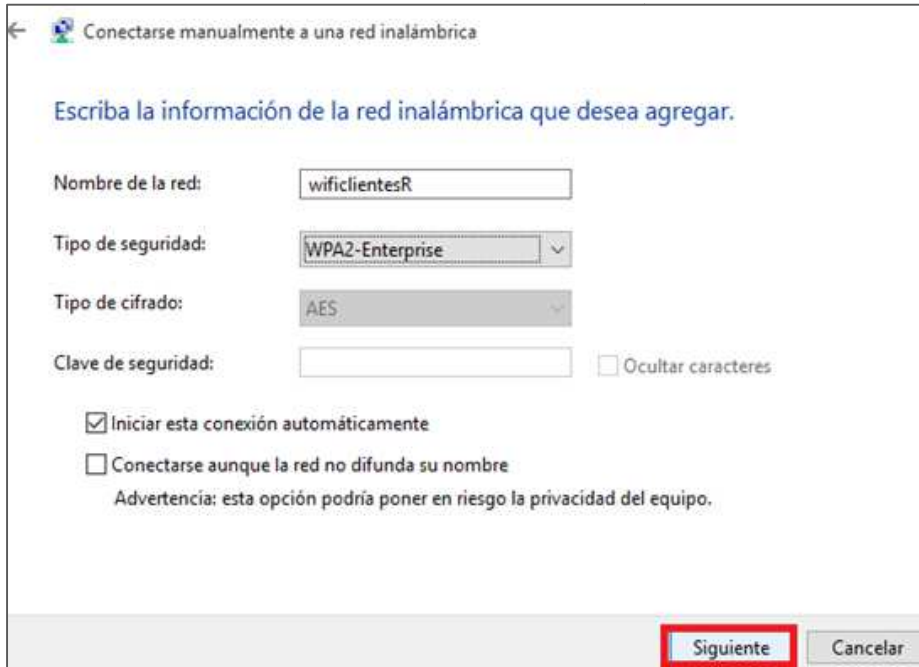 Conectarse manualmente a una red inalámbrica
Escriba la información de la red inalámbrica que desea agregar.
Nombre de la red: wificlientesR
Tipo de seguridad: WPA2-Enterprise
Tipo de cifrado: AES
Clave de seguridad: Ocultar caracteres
Iniciar esta conexión automáticamente
Conectarse aunque la red no difunda su nombre
Advertencia: esta opción podría poner en riesgo la privacidad del equipo.
Siguiente Cancelar